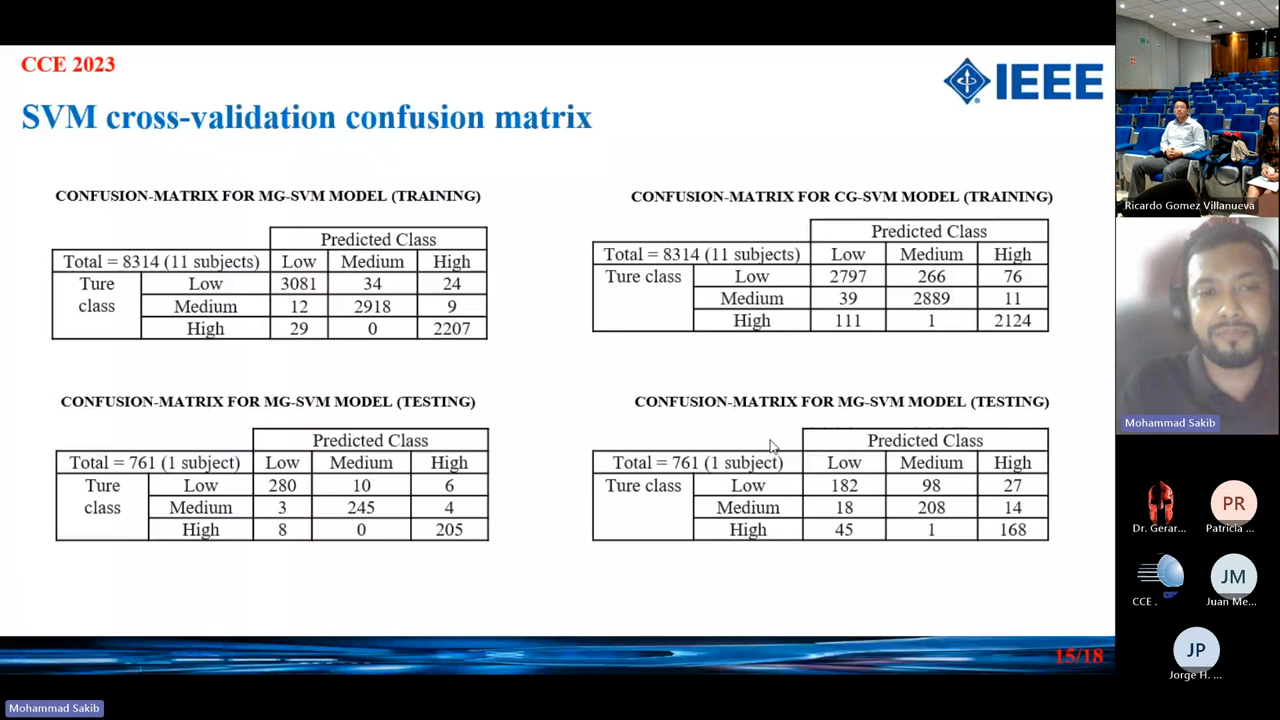 CCE 2023
IEEE
SVM cross-validation confusion matrix
CONFUSION-MATRIX FOR MG-SVM MODEL (TRAINING)
Predicted Class
Total = 8314 (11 subjects) Low Medium High
Ture class Low 3081 34 24
Medium 12 2918 9
High 29 0 2207
CONFUSION-MATRIX FOR CG-SVM MODEL (TRAINING)
Predicted Class
Total = 8314 (11 subjects) Low Medium High
Ture class Low 2797 266 76
Medium 39 2889 11
High 111 1 2124
CONFUSION-MATRIX FOR MG-SVM MODEL (TESTING)
Predicted Class
Total = 761 (1 subject) Low Medium High
Ture class Low 280 10 6
Medium 3 245 4
High 8 0 205
CONFUSION-MATRIX FOR MG-SVM MODEL (TESTING)
Predicted Class
Total = 761 (1 subject) Low Medium High
Ture class Low 182 98 27
Medium 18 208 14
High 45 1 168
15/18
Ricardo Gomez Villanueva
Mohammad Sakib
Dr. Gerar...
PR
Patricia ...
CCE .
JM
Juan Me...
JP
Jorge H. ...
Mohammad Sakib